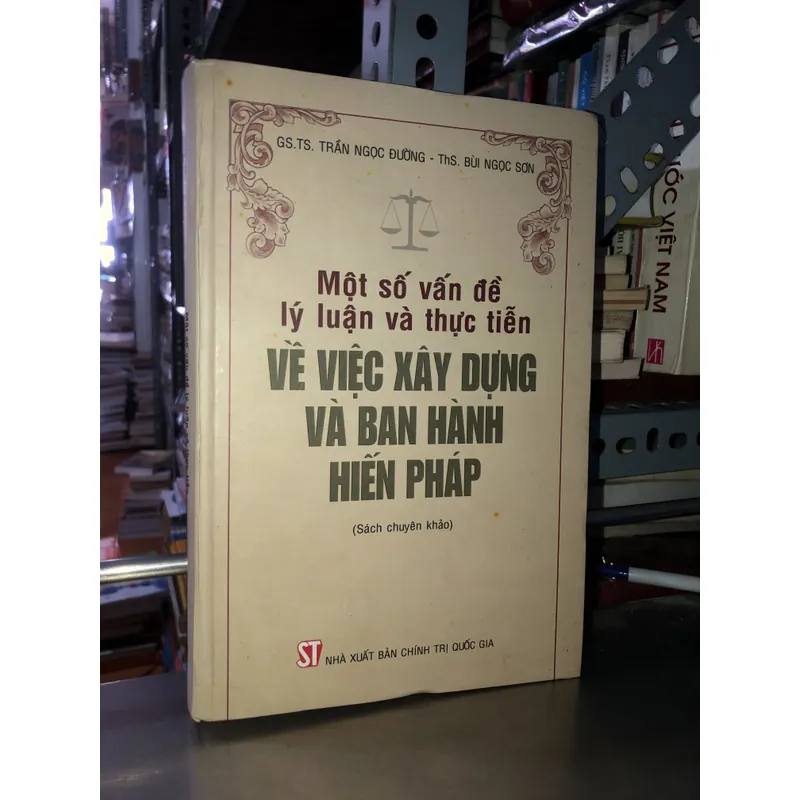 GS.TS. TRẦN NGỌC ĐƯỜNG - ThS. BÙI NGỌC SƠN
Một số vấn đề
lý luận và thực tiễn
VỀ VIỆC XÂY DỰNG
VÀ BAN HÀNH
HIẾN PHÁP
(Sách chuyên khảo)
ST NHÀ XUẤT BẢN CHÍNH TRỊ QUỐC GIA
VIỆT NAM